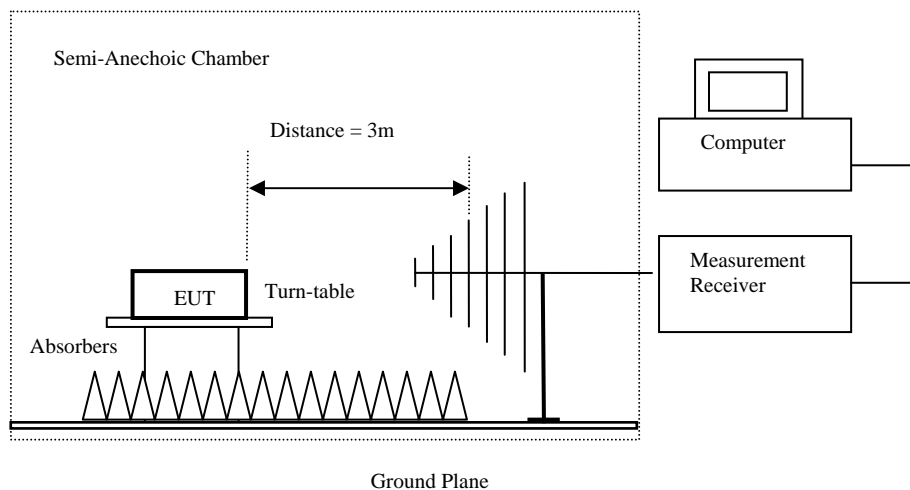 Semi-Anechoic Chamber
Distance = 3m
Computer
Measurement
Receiver
EUT
Turn-table
Absorbers
Ground Plane